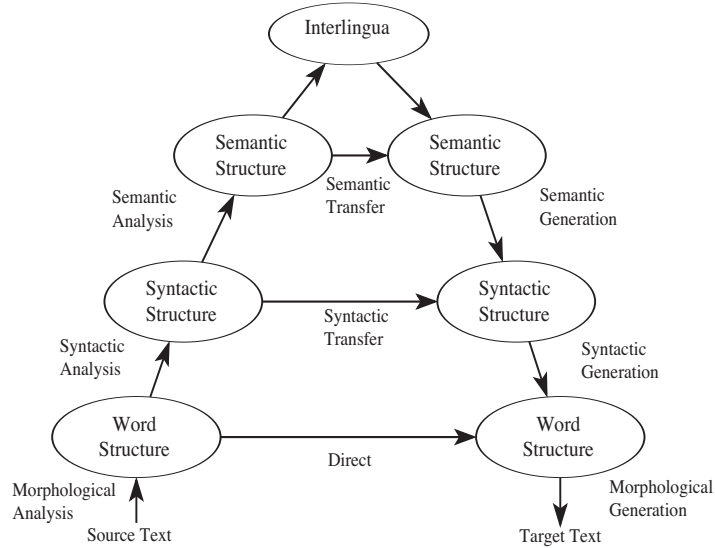 Interlingua
Semantic
Structure
Semantic
Structure
Semantic
Analysis
Semantic
Transfer
Semantic
Generation
Syntactic
Structure
Syntactic
Structure
Syntactic
Analysis
Syntactic
Transfer
Syntactic
Generation
Word
Structure
Word
Structure
Direct
Morphological
Analysis
Morphological
Generation
Source Text
Target Text